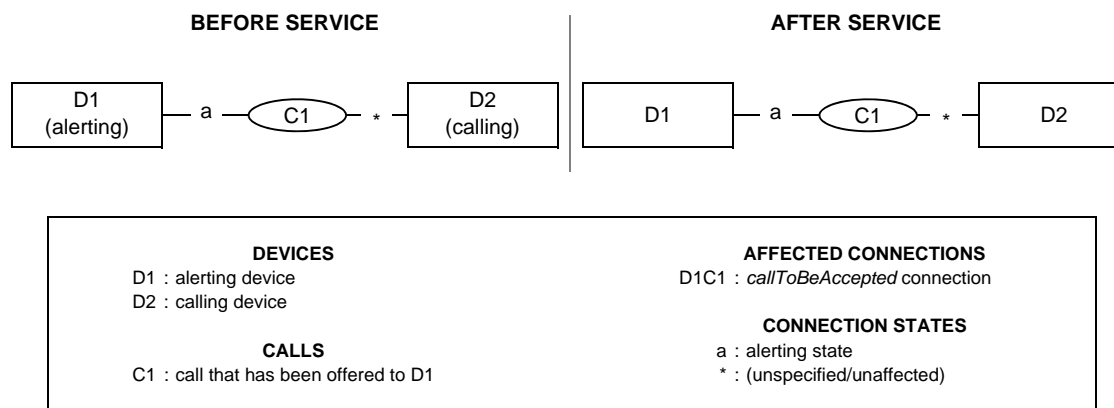 BEFORE SERVICE
AFTER SERVICE
D1
(alerting)
a
C1
*
D2
(calling)
D1
a
C1
*
D2
DEVICES
D1 : alerting device
D2 : calling device
CALLS
C1 : call that has been offered to D1
AFFECTED CONNECTIONS
D1C1 : callToBeAccepted connection
CONNECTION STATES
a : alerting state
* : (unspecified/unaffected)